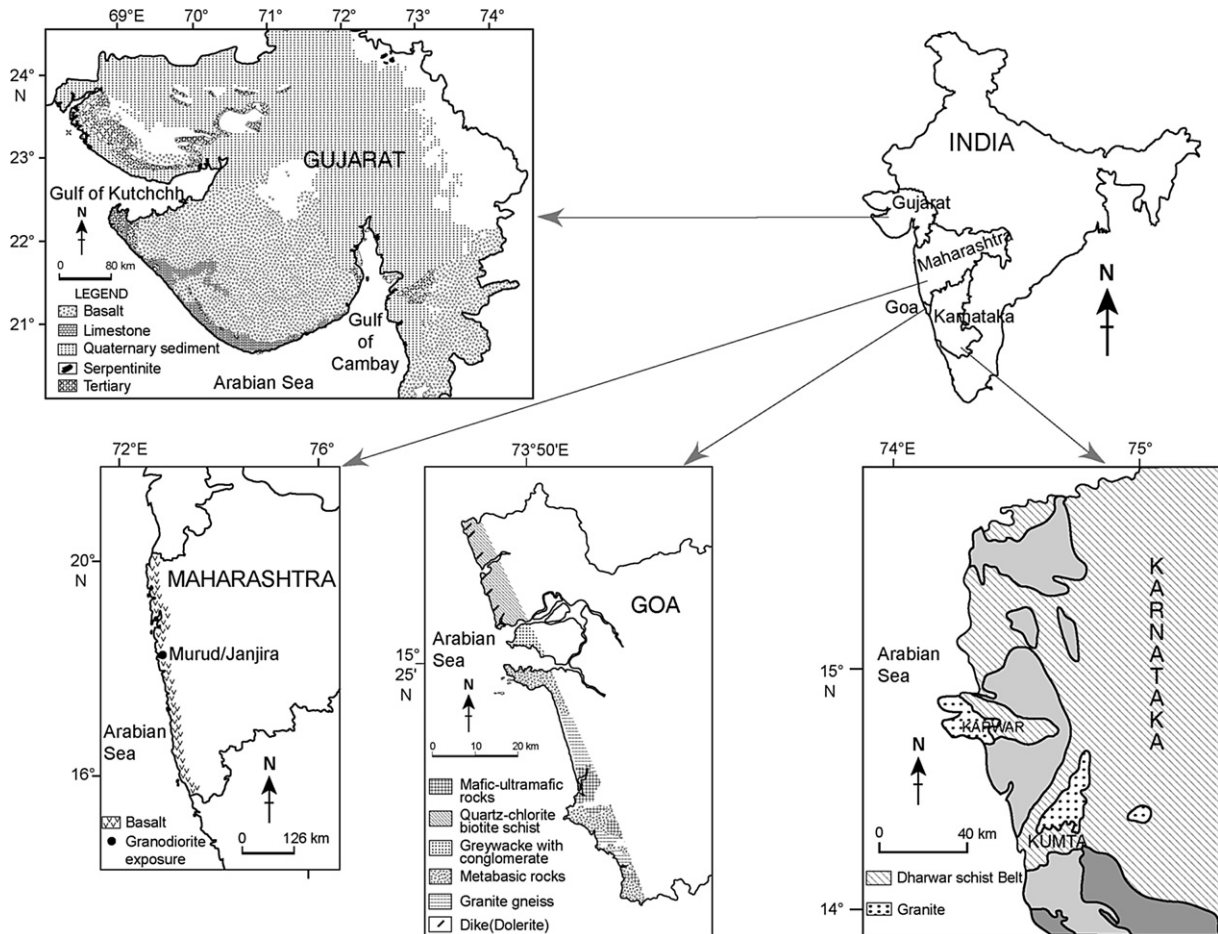 69°E 70° 71° 72° 73° 74°
24°
N
23°
22°
21°
GUJARAT
Gulf of Kutchchh
N
0 80 km
LEGEND
Basalt
Limestone
Quaternary sediment
Serpentinite
Tertiary
Arabian Sea
Gulf
of
Cambay
INDIA
Gujarat
Maharashtra
Goa
Karnataka
N
72°E 76°
20°
N
16°
MAHARASHTRA
Murud/Janjira
Arabian
Sea
N
0 126 km
Basalt
Granodiorite
exposure
73°50'E
15°
25'
N
GOA
Arabian
Sea
N
0 10 20 km
Mafic-ultramafic
rocks
Quartz-chlorite
biotite schist
Greywacke with
conglomerate
Metabasic rocks
Granite gneiss
Dike(Dolerite)
74°E 75°
15°
N
14°
KARNATAKA
Arabian
Sea
KARWAR
KUMTA
N
0 40 km
Dharwar schist Belt
Granite